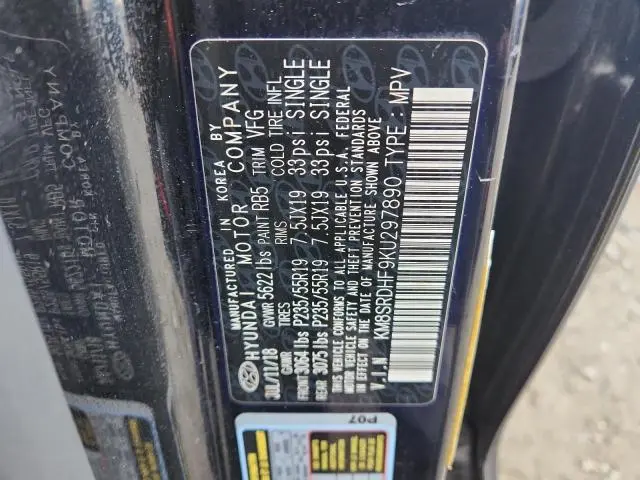 MANUFACTURED IN KOREA BY
HYUNDAI MOTOR COMPANY
JUL/11/18 GVWR 5622 lbs PAINT RB5 TRIM VFG
GAWR TIRES RIMS COLD TIRE INFL
FRONT 3064 lbs P235/55R19 7.5JX19 33psi SINGLE
REAR 3075 lbs P235/55R19 7.5JX19 33psi SINGLE
THIS VEHICLE CONFORMS TO ALL APPLICABLE U.S.A. FEDERAL
MOTOR VEHICLE SAFETY AND THEFT PREVENTION STANDARDS
IN EFFECT ON THE DATE OF MANUFACTURE SHOWN ABOVE.
V.I.N KM8SRDHF9KU297890 TYPE : MPV
P07